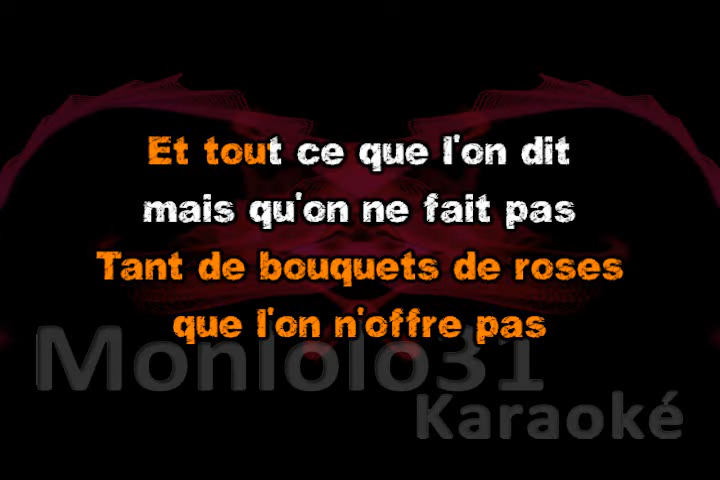 Et tout ce que l'on dit
mais qu'on ne fait pas
Tant de bouquets de roses
que l'on n'offre pas
Monlolo31
Karaoké